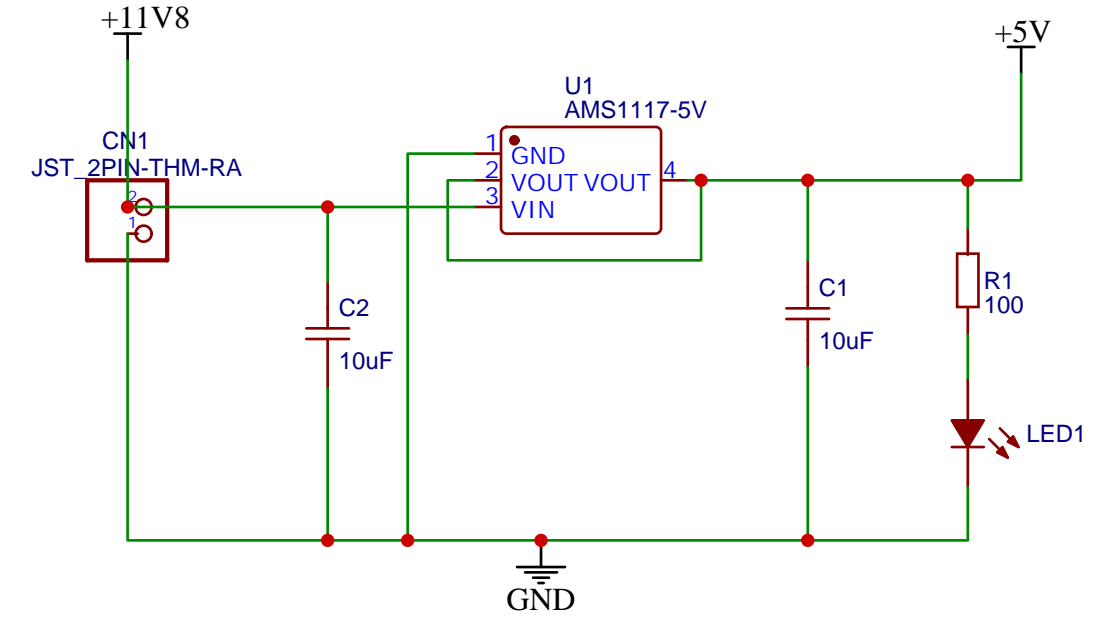 +11V8
+5V
U1
AMS1117-5V
CN1
JST_2PIN-THM-RA
1
GND
2
VOUT VOUT
4
3
VIN
2
1
C2
10uF
C1
10uF
R1
100
LED1
GND